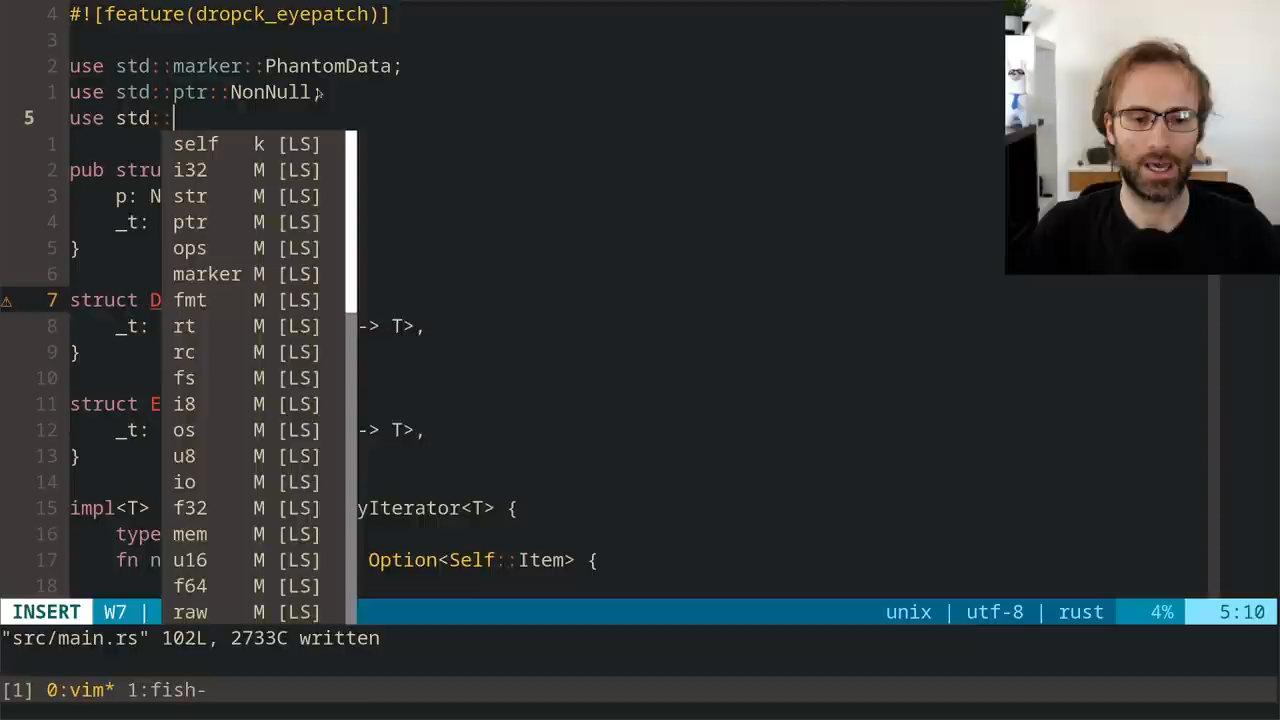 4 #![feature(dropck_eyepatch)]
3
2 use std::marker::PhantomData;
1 use std::ptr::NonNull;
5 use std::
1 self k [LS]
2 pub stru i32 M [LS]
3 p: N str M [LS]
4 _t: ptr M [LS]
5 } ops M [LS]
6 marker M [LS]
⚠ 7 struct D fmt M [LS]
8 _t: rt M [LS] -> T>,
9 } rc M [LS]
10 fs M [LS]
11 struct E i8 M [LS]
12 _t: os M [LS] -> T>,
13 } u8 M [LS]
14 io M [LS]
15 impl<T> f32 M [LS] yIterator<T> {
16 type mem M [LS]
17 fn n u16 M [LS] Option<Self::Item> {
18 f64 M [LS]
INSERT W7 | raw M [LS] unix | utf-8 | rust 4% 5:10
"src/main.rs" 102L, 2733C written
[1] 0:vim* 1:fish-